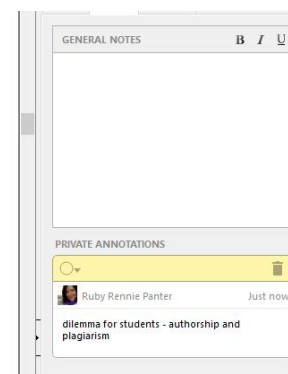 GENERAL NOTES B I U
PRIVATE ANNOTATIONS
Ruby Rennie Panter Just now
dilemma for students - authorship and
plagiarism